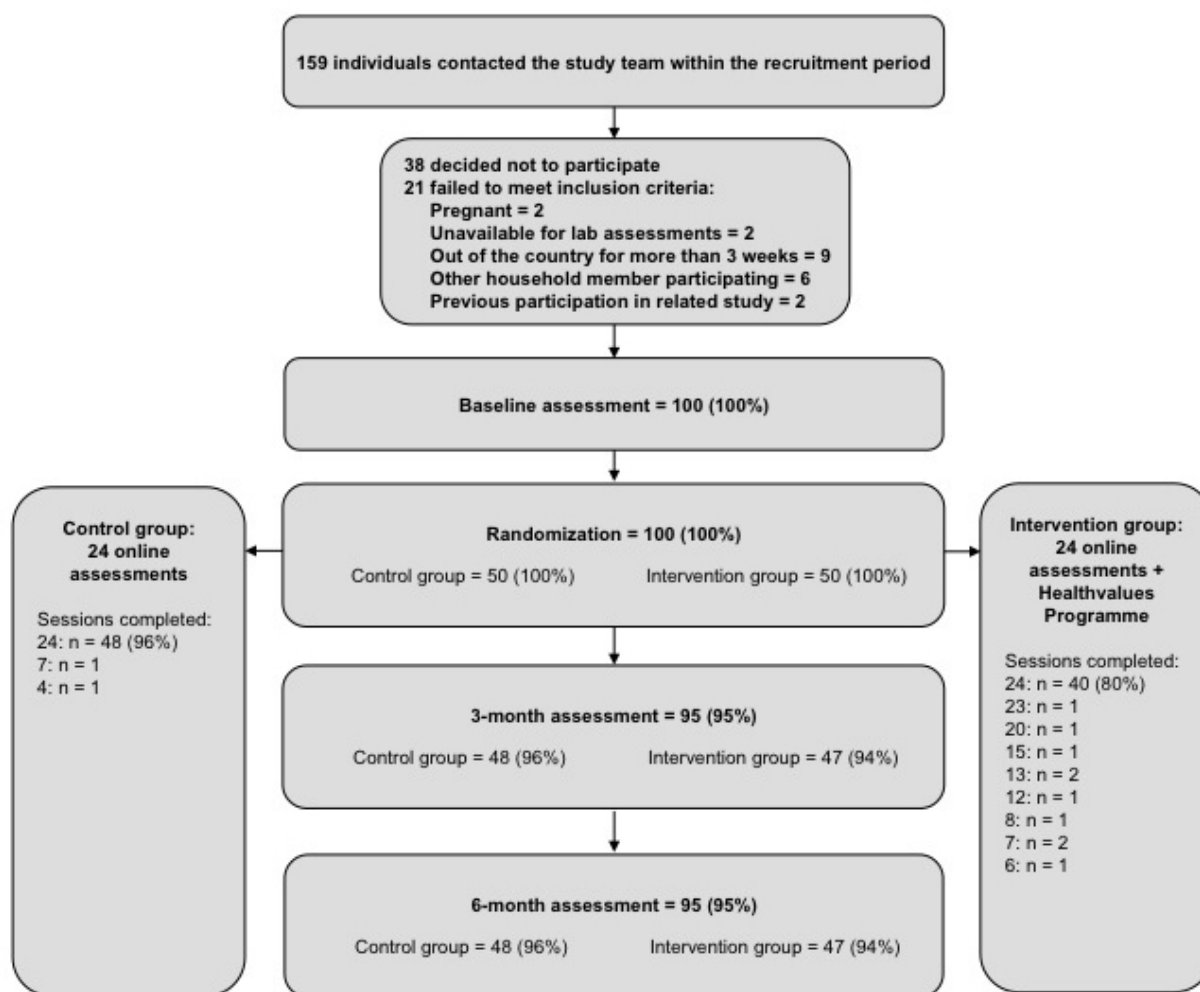 159 individuals contacted the study team within the recruitment period
38 decided not to participate
21 failed to meet inclusion criteria:
Pregnant = 2
Unavailable for lab assessments = 2
Out of the country for more than 3 weeks = 9
Other household member participating = 6
Previous participation in related study = 2
Baseline assessment = 100 (100%)
Randomization = 100 (100%)
Control group = 50 (100%) Intervention group = 50 (100%)
Control group:
24 online
assessments
Sessions completed:
24: n = 48 (96%)
7: n = 1
4: n = 1
Intervention group:
24 online
assessments +
Healthvalues
Programme
Sessions completed:
24: n = 40 (80%)
23: n = 1
20: n = 1
15: n = 1
13: n = 2
12: n = 1
8: n = 1
7: n = 2
6: n = 1
3-month assessment = 95 (95%)
Control group = 48 (96%) Intervention group = 47 (94%)
6-month assessment = 95 (95%)
Control group = 48 (96%) Intervention group = 47 (94%)